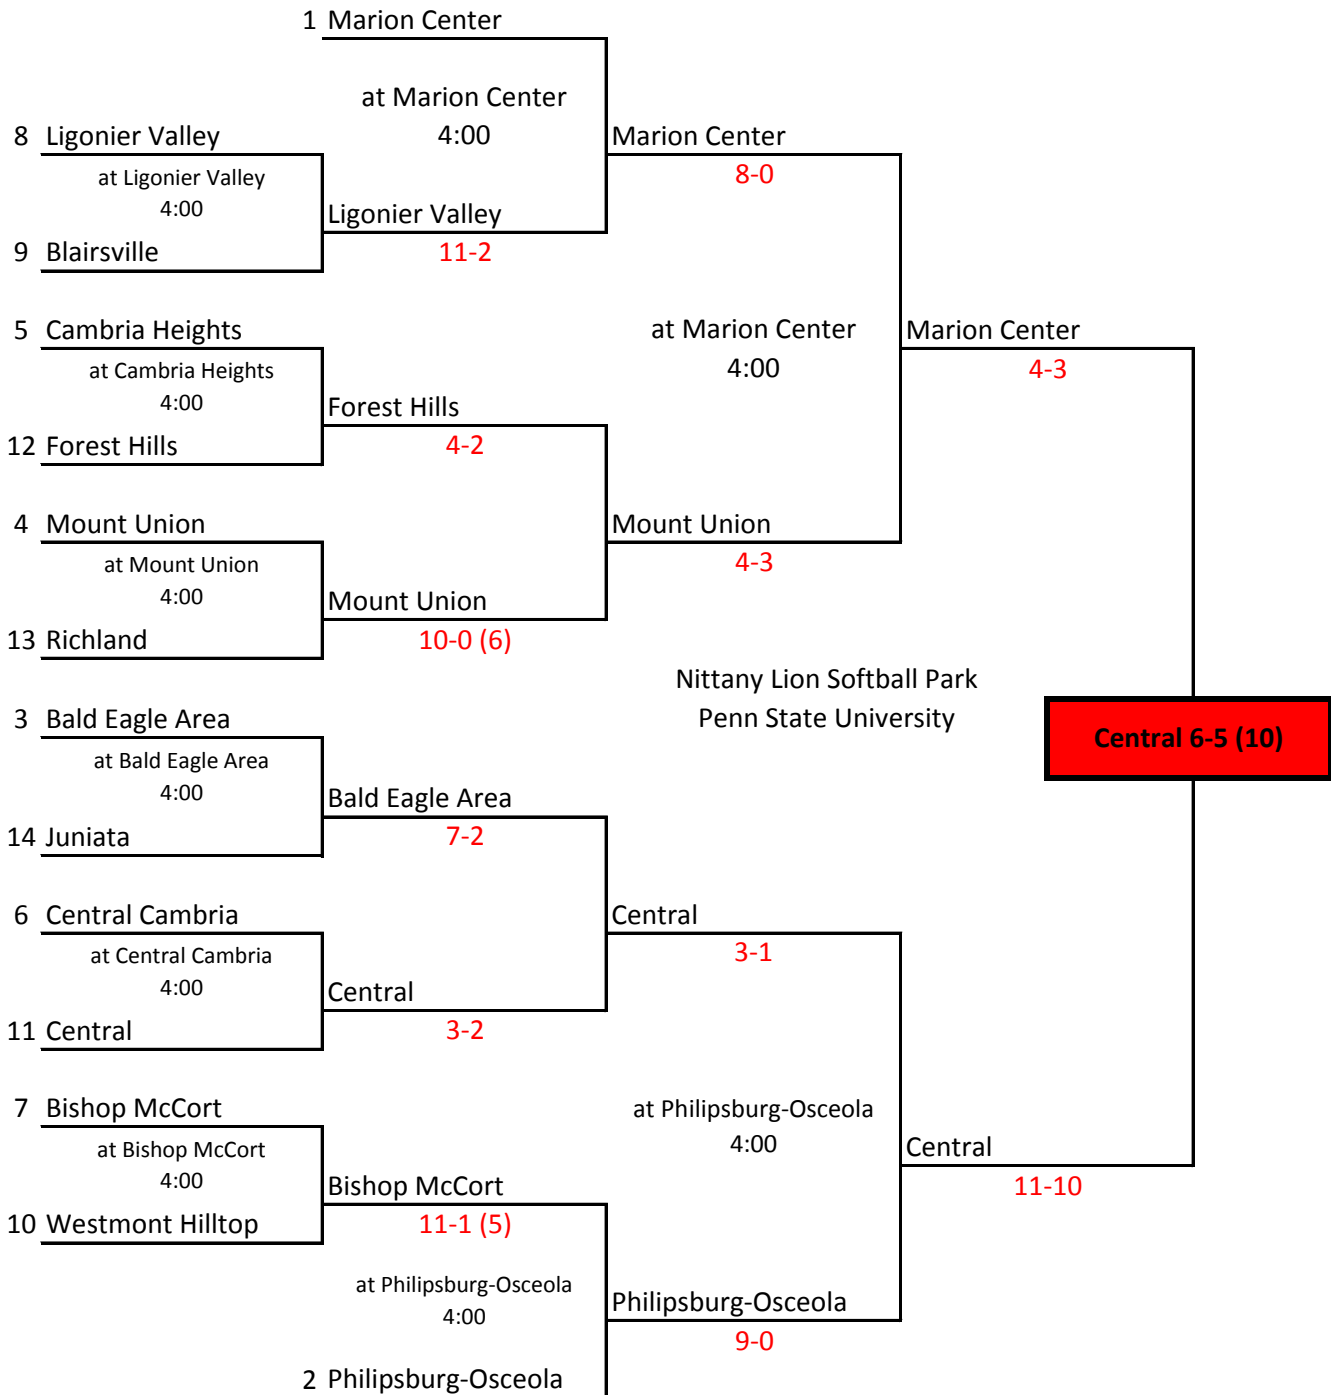 1 Marion Center
at Marion Center
4:00
8 Ligonier Valley
Marion Center
8-0
at Ligonier Valley
4:00
Ligonier Valley
11-2
9 Blairsville
5 Cambria Heights
at Marion Center
4:00
Marion Center
4-3
at Cambria Heights
4:00
Forest Hills
4-2
12 Forest Hills
4 Mount Union
Mount Union
4-3
at Mount Union
4:00
Mount Union
10-0 (6)
13 Richland
Nittany Lion Softball Park
Penn State University
3 Bald Eagle Area
Central 6-5 (10)
at Bald Eagle Area
4:00
Bald Eagle Area
7-2
14 Juniata
6 Central Cambria
Central
3-1
at Central Cambria
4:00
Central
3-2
11 Central
7 Bishop McCort
at Philipsburg-Osceola
4:00
Central
11-10
at Bishop McCort
4:00
Bishop McCort
11-1 (5)
10 Westmont Hilltop
at Philipsburg-Osceola
4:00
Philipsburg-Osceola
9-0
2 Philipsburg-Osceola